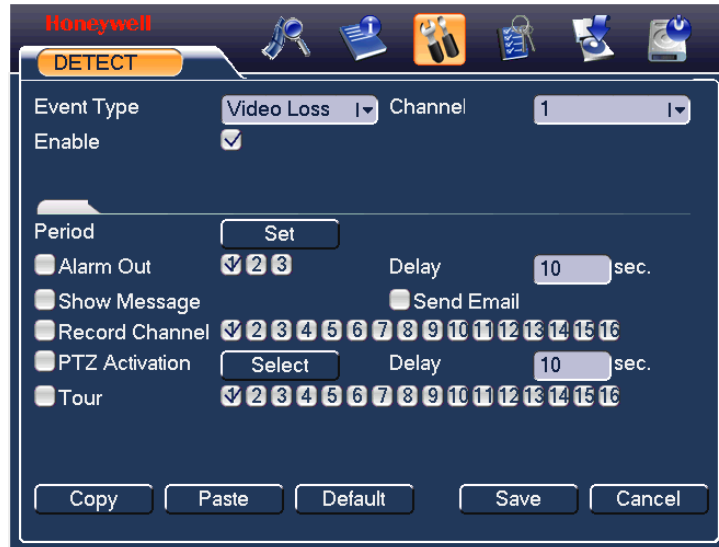 Honeywell
DETECT
Event Type Video Loss Channel 1
Enable
Period Set
Alarm Out 1 2 3 Delay 10 sec.
Show Message Send Email
Record Channel 1 2 3 4 5 6 7 8 9 10 11 12 13 14 15 16
PTZ Activation Select Delay 10 sec.
Tour 1 2 3 4 5 6 7 8 9 10 11 12 13 14 15 16
Copy Paste Default Save Cancel